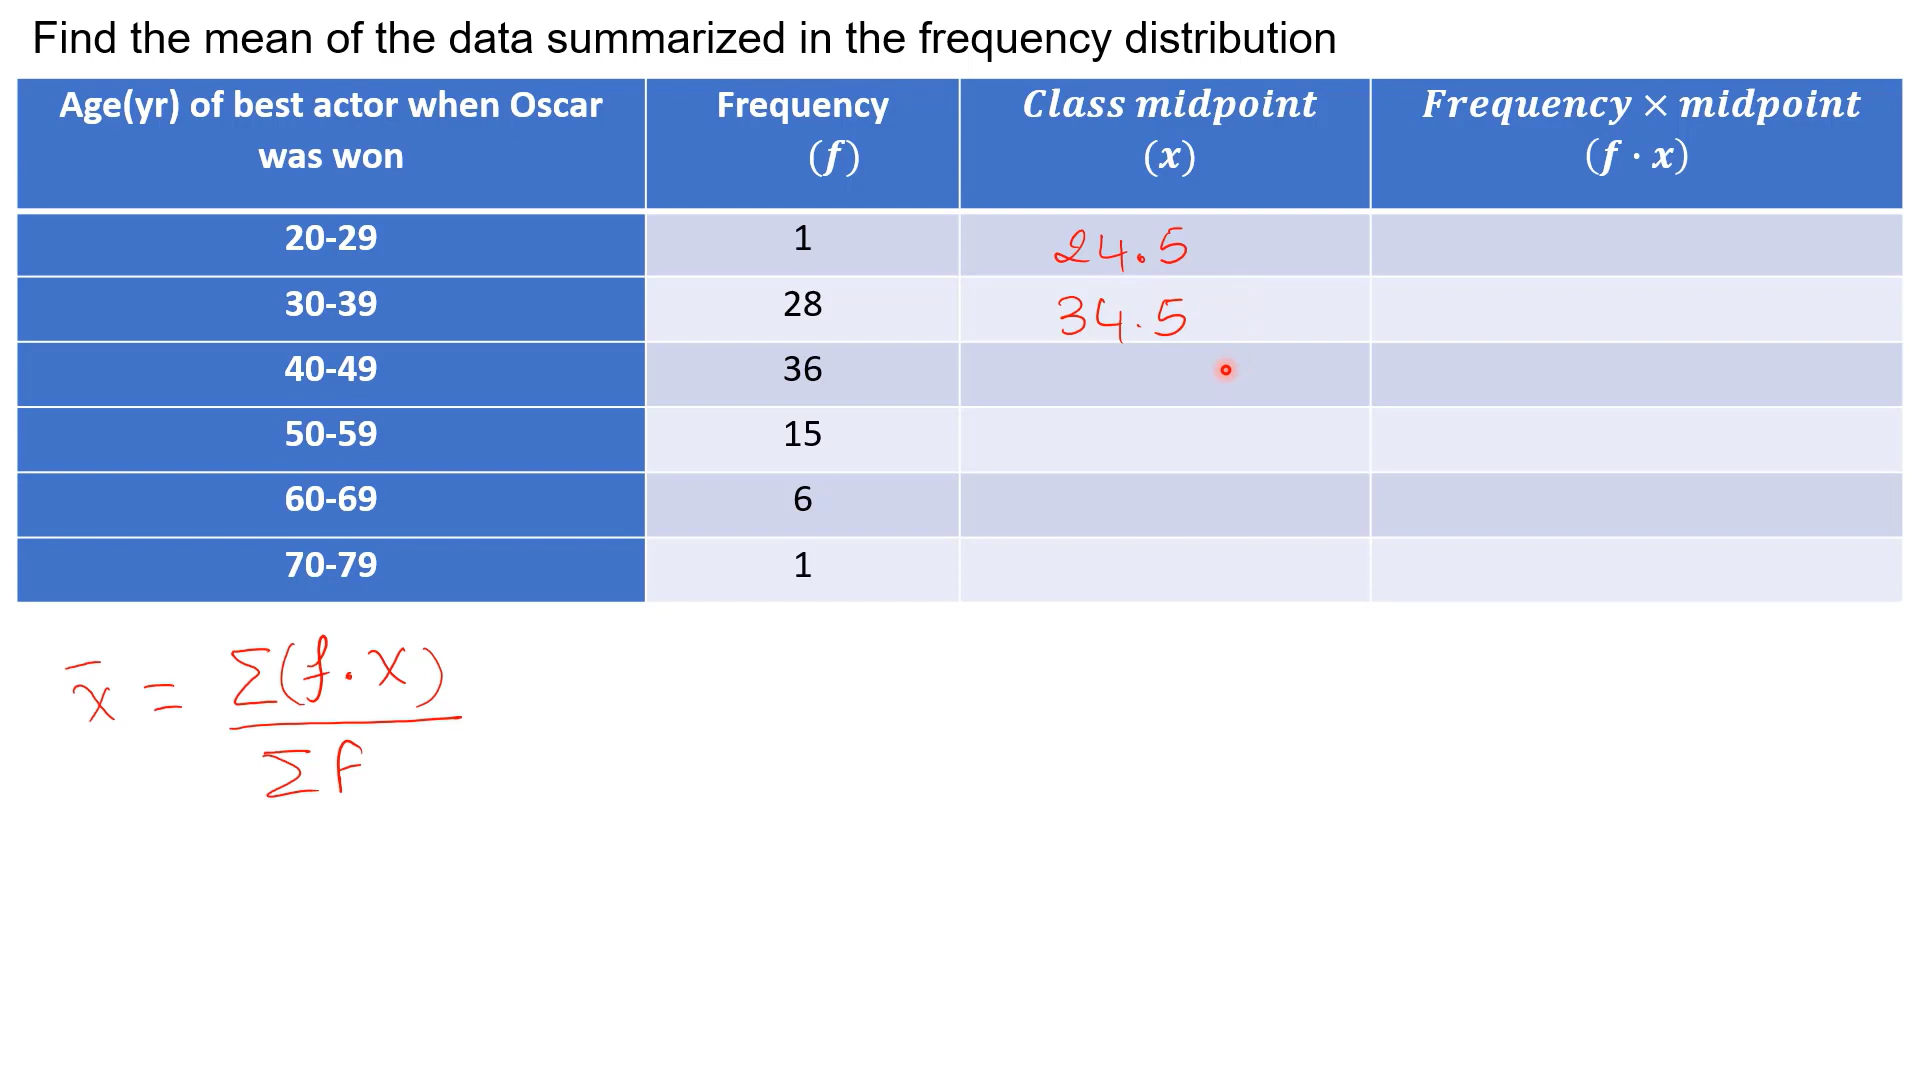 Find the mean of the data summarized in the frequency distribution
Age(yr) of best actor when Oscar was won
Frequency (f)
Class midpoint (x)
Frequency × midpoint (f · x)
20-29 1 24.5
30-39 28 34.5
40-49 36
50-59 15
60-69 6
70-79 1
x̄ = Σ(f·x) / Σf